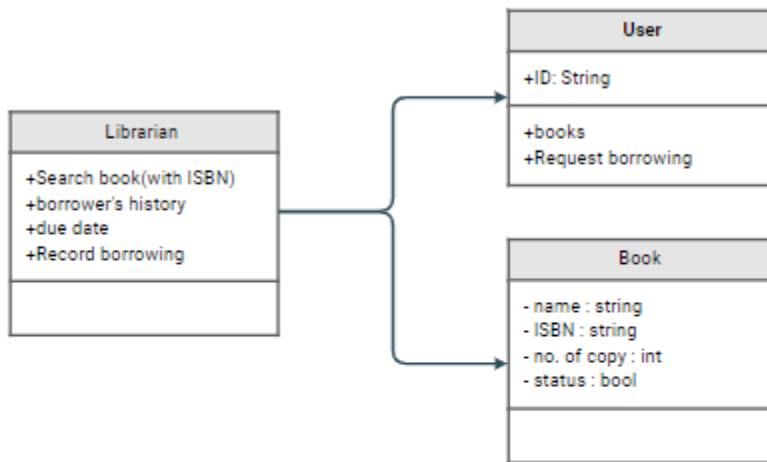 Librarian
+Search book(with ISBN)
+borrower's history
+due date
+Record borrowing
User
+ID: String
+books
+Request borrowing
Book
- name : string
- ISBN : string
- no. of copy : int
- status : bool